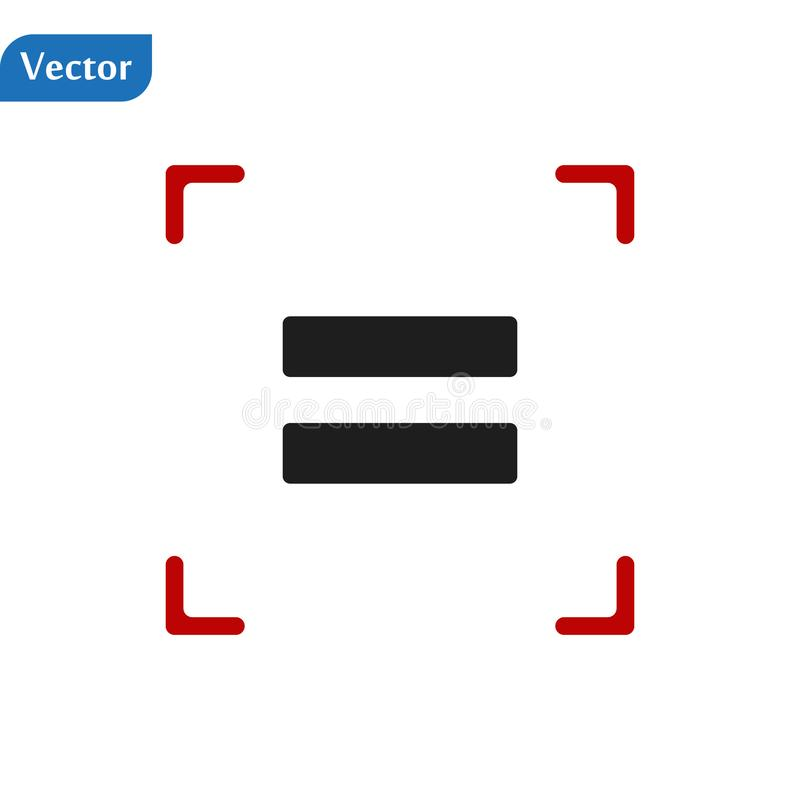 Vector
=
dreamstime